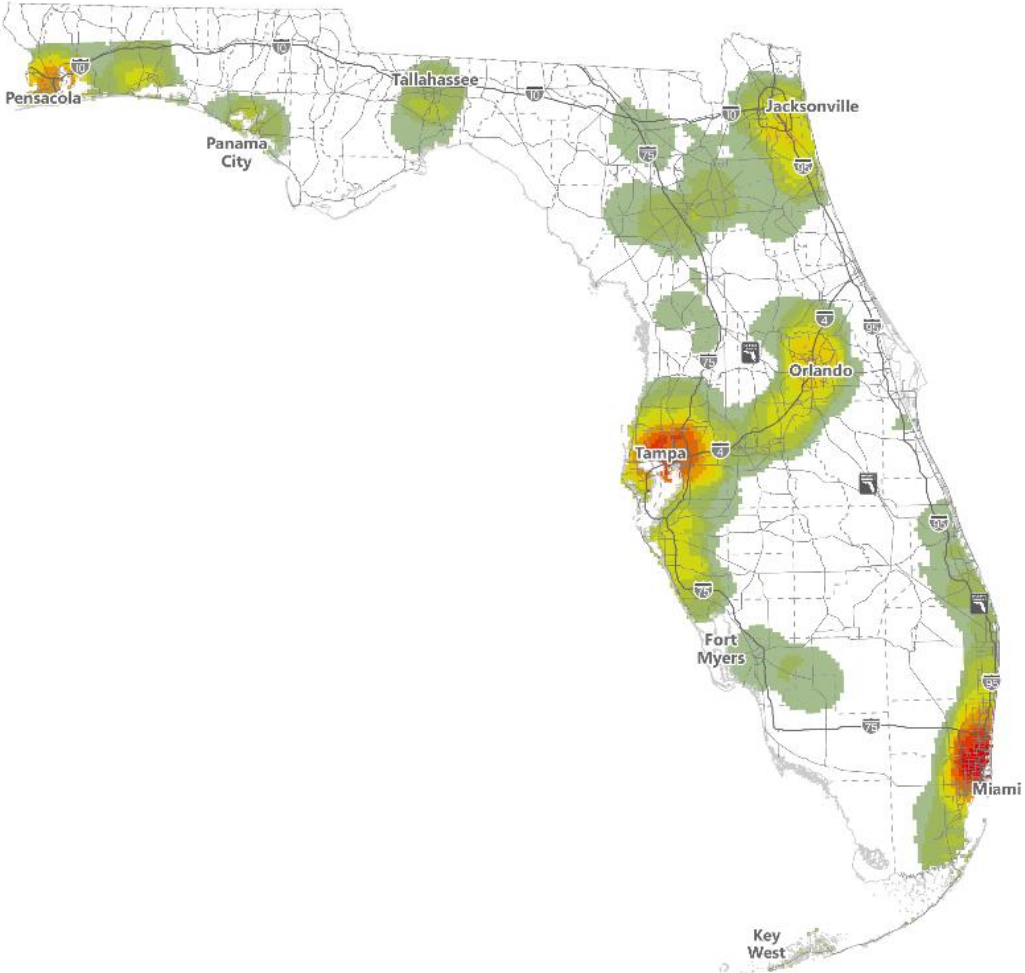 10
10
Pensacola
Tallahassee
10
10
Jacksonville
Panama
City
75
95
4
95
75
Orlando
Tampa
4
95
75
Fort
Myers
95
75
Miami
Key
West